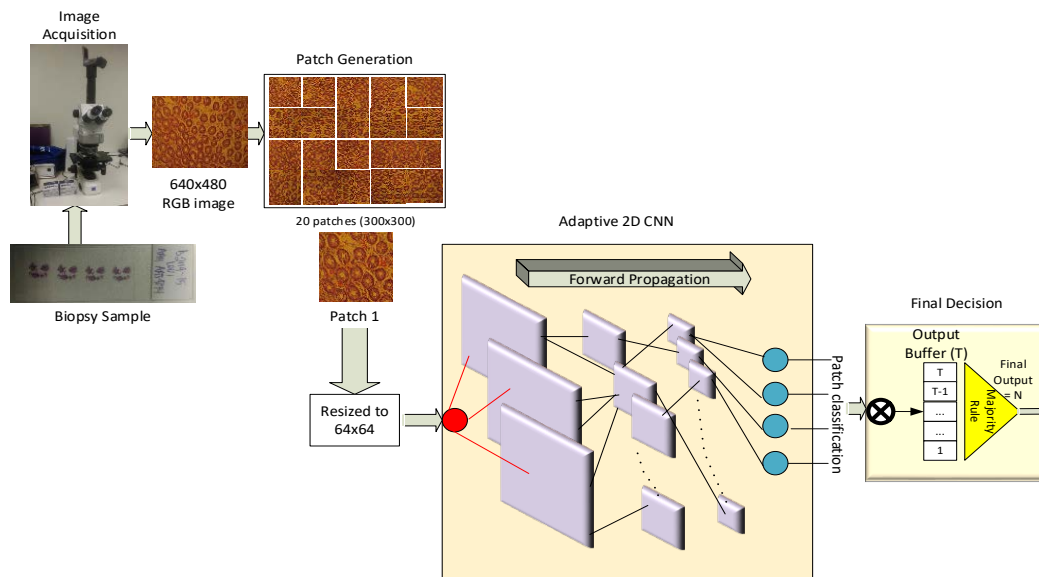 Image
Acquisition
Patch Generation
640x480
RGB image
20 patches (300x300)
Biopsy Sample
Patch 1
Resized to
64x64
Adaptive 2D CNN
Forward Propagation
Patch classification
Final Decision
Output
Buffer (T)
T
T-1
...
...
1
Majority
Rule
Final
Output
= N